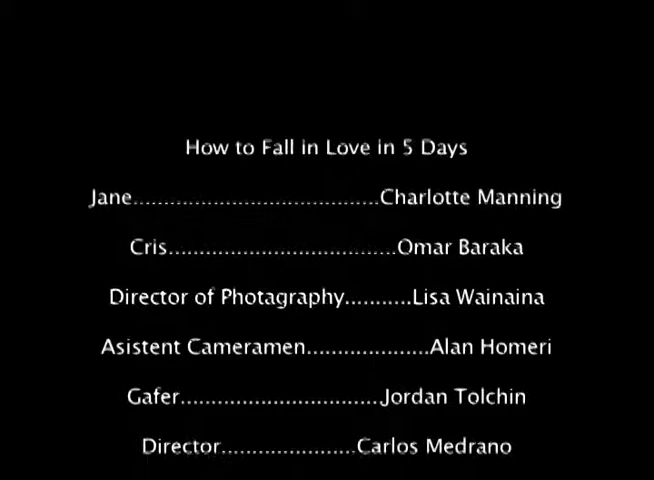 How to Fall in Love in 5 Days
Jane.......................................Charlotte Manning
Cris....................................Omar Baraka
Director of Photagraphy...........Lisa Wainaina
Asistent Cameramen....................Alan Homeri
Gafer................................Jordan Tolchin
Director......................Carlos Medrano